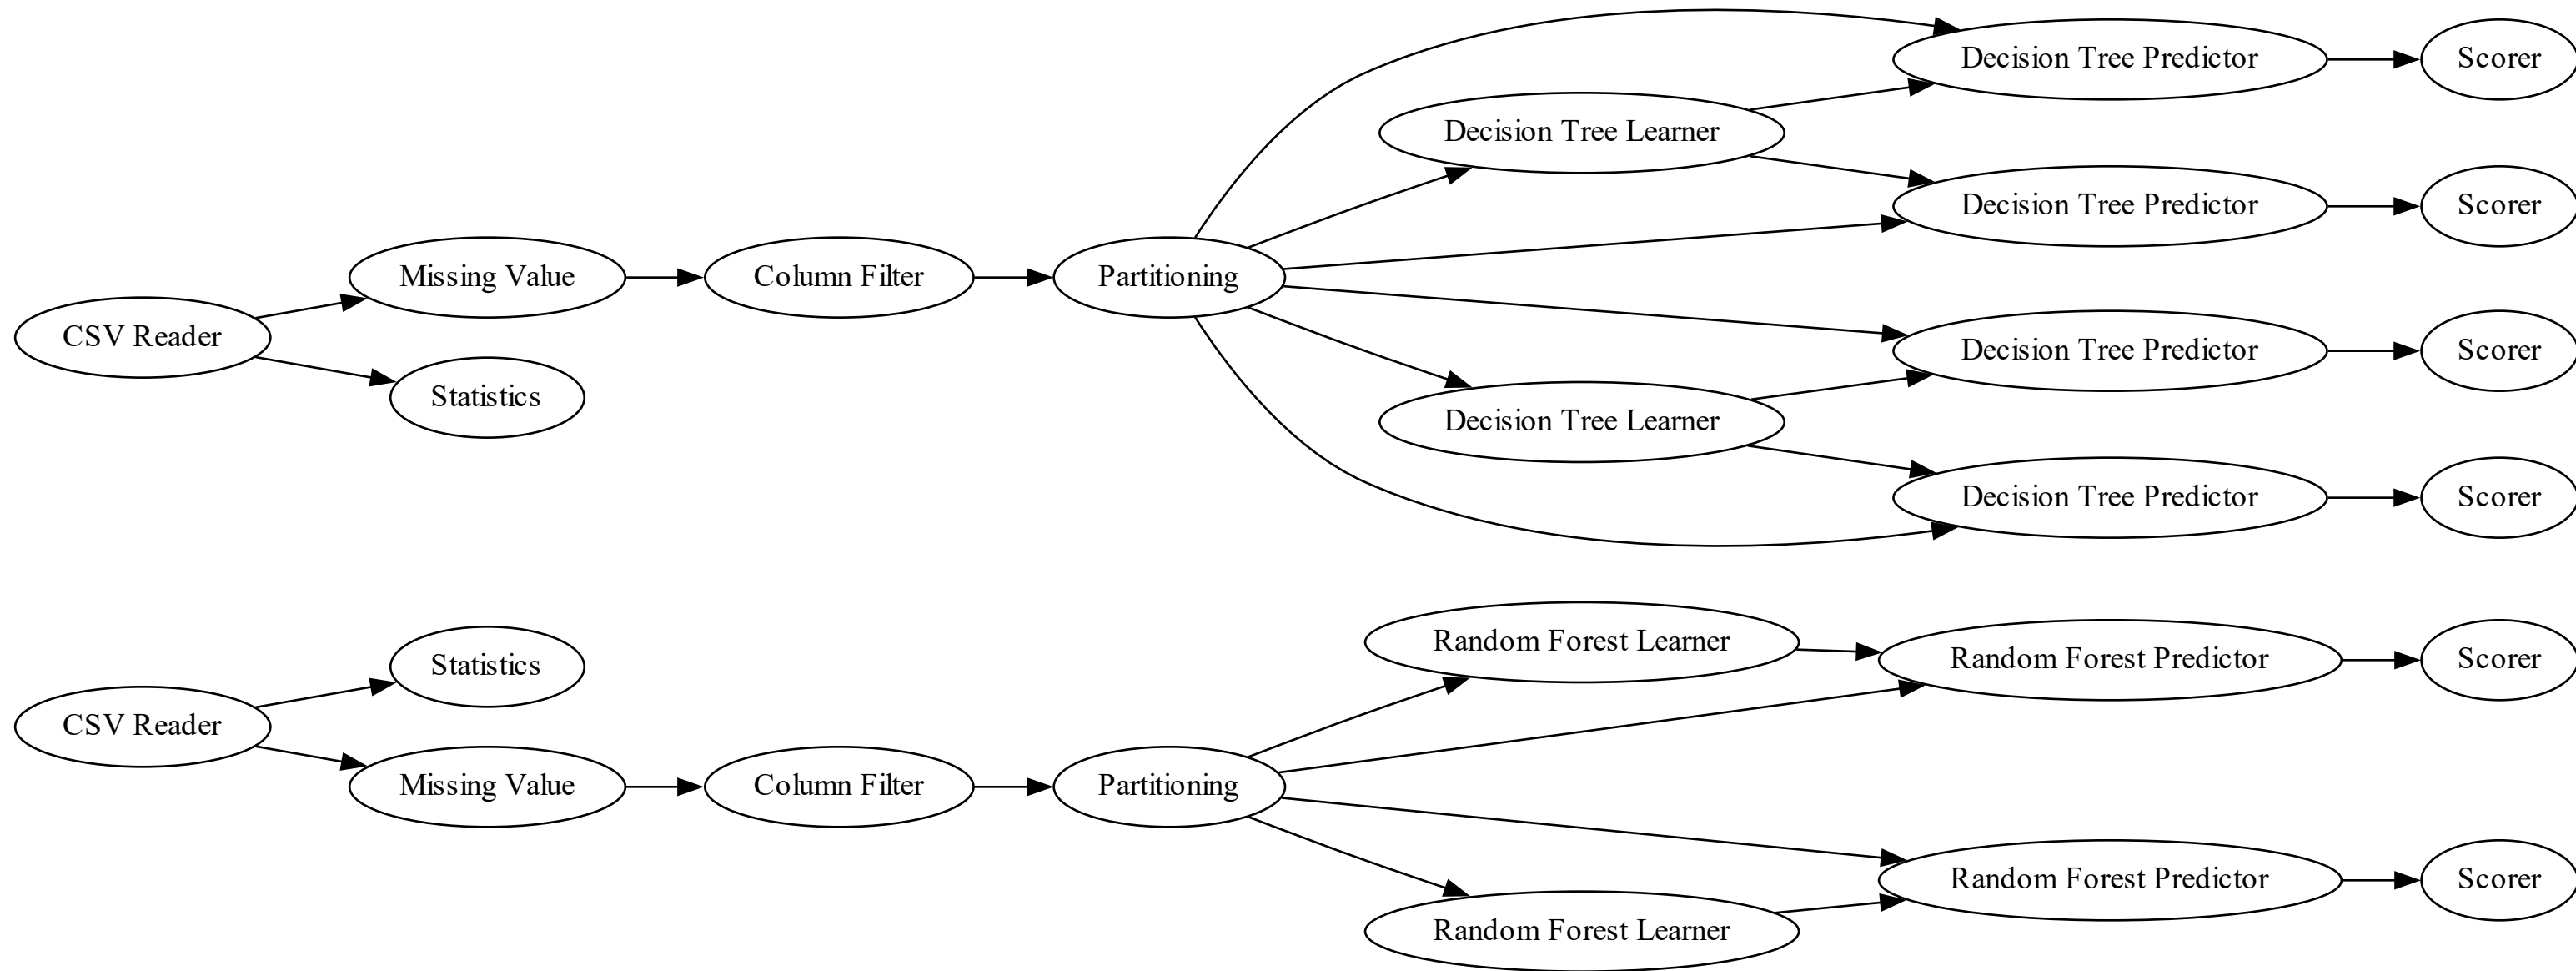 Decision Tree Predictor
Scorer
Decision Tree Learner
Decision Tree Predictor
Scorer
Missing Value
Column Filter
Partitioning
CSV Reader
Decision Tree Predictor
Scorer
Statistics
Decision Tree Learner
Decision Tree Predictor
Scorer
Random Forest Learner
Random Forest Predictor
Scorer
Statistics
CSV Reader
Missing Value
Column Filter
Partitioning
Random Forest Predictor
Scorer
Random Forest Learner